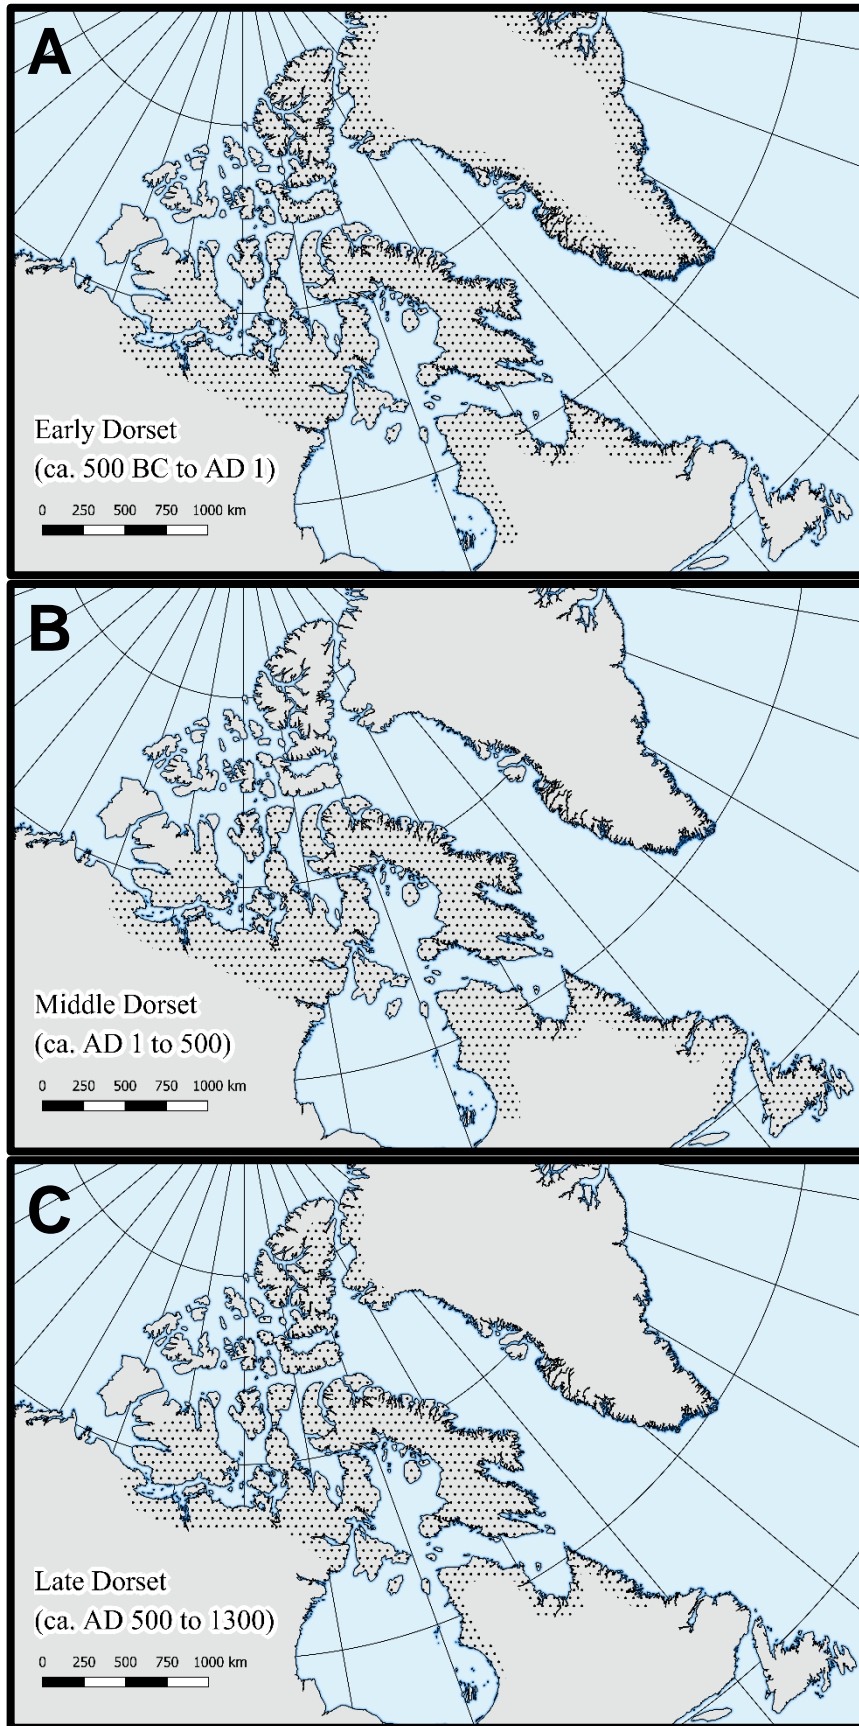 A
Early Dorset
(ca. 500 BC to AD 1)
0 250 500 750 1000 km
B
Middle Dorset
(ca. AD 1 to 500)
0 250 500 750 1000 km
C
Late Dorset
(ca. AD 500 to 1300)
0 250 500 750 1000 km